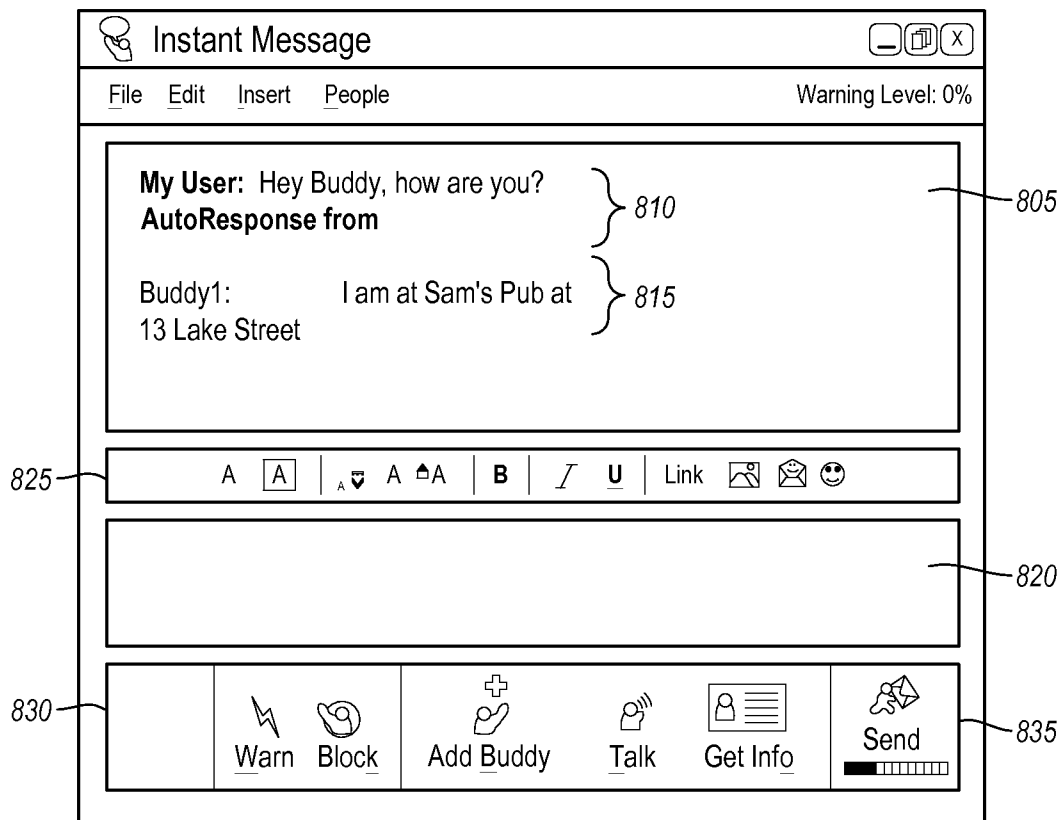 Instant Message
X
File Edit Insert People Warning Level: 0%
My User: Hey Buddy, how are you?
AutoResponse from
810
805
Buddy1: I am at Sam's Pub at
13 Lake Street
815
825
A A A A A B I U Link
820
830
Warn Block Add Buddy Talk Get Info Send
835